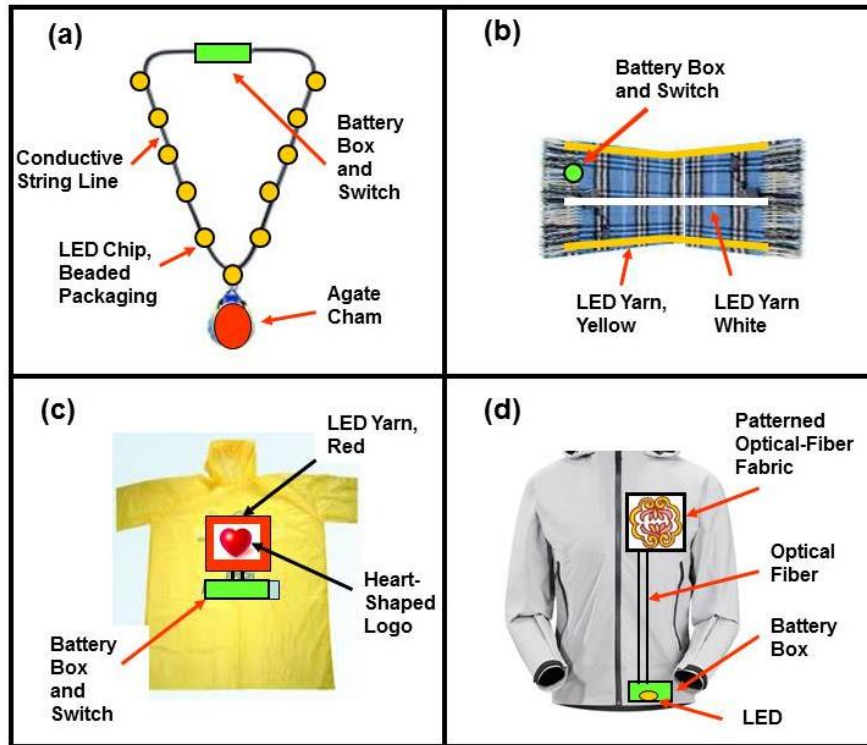 (a)
Conductive
String Line
Battery
Box
and
Switch
LED Chip,
Beaded
Packaging
Agate
Cham
(b)
Battery Box
and Switch
LED Yarn,
Yellow
LED Yarn
White
(c)
LED Yarn,
Red
Heart-
Shaped
Logo
Battery
Box
and
Switch
(d)
Patterned
Optical-Fiber
Fabric
Optical
Fiber
Battery
Box
LED